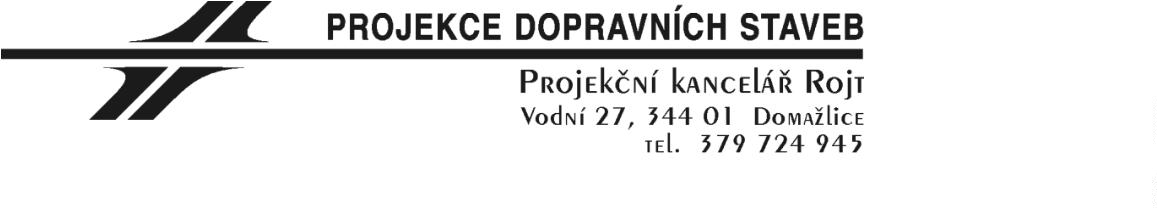 PROJEKCE DOPRAVNÍCH STAVEB
Projekční kancelář Rojt
Vodní 27, 344 01 Domažlice
tel. 379 724 945